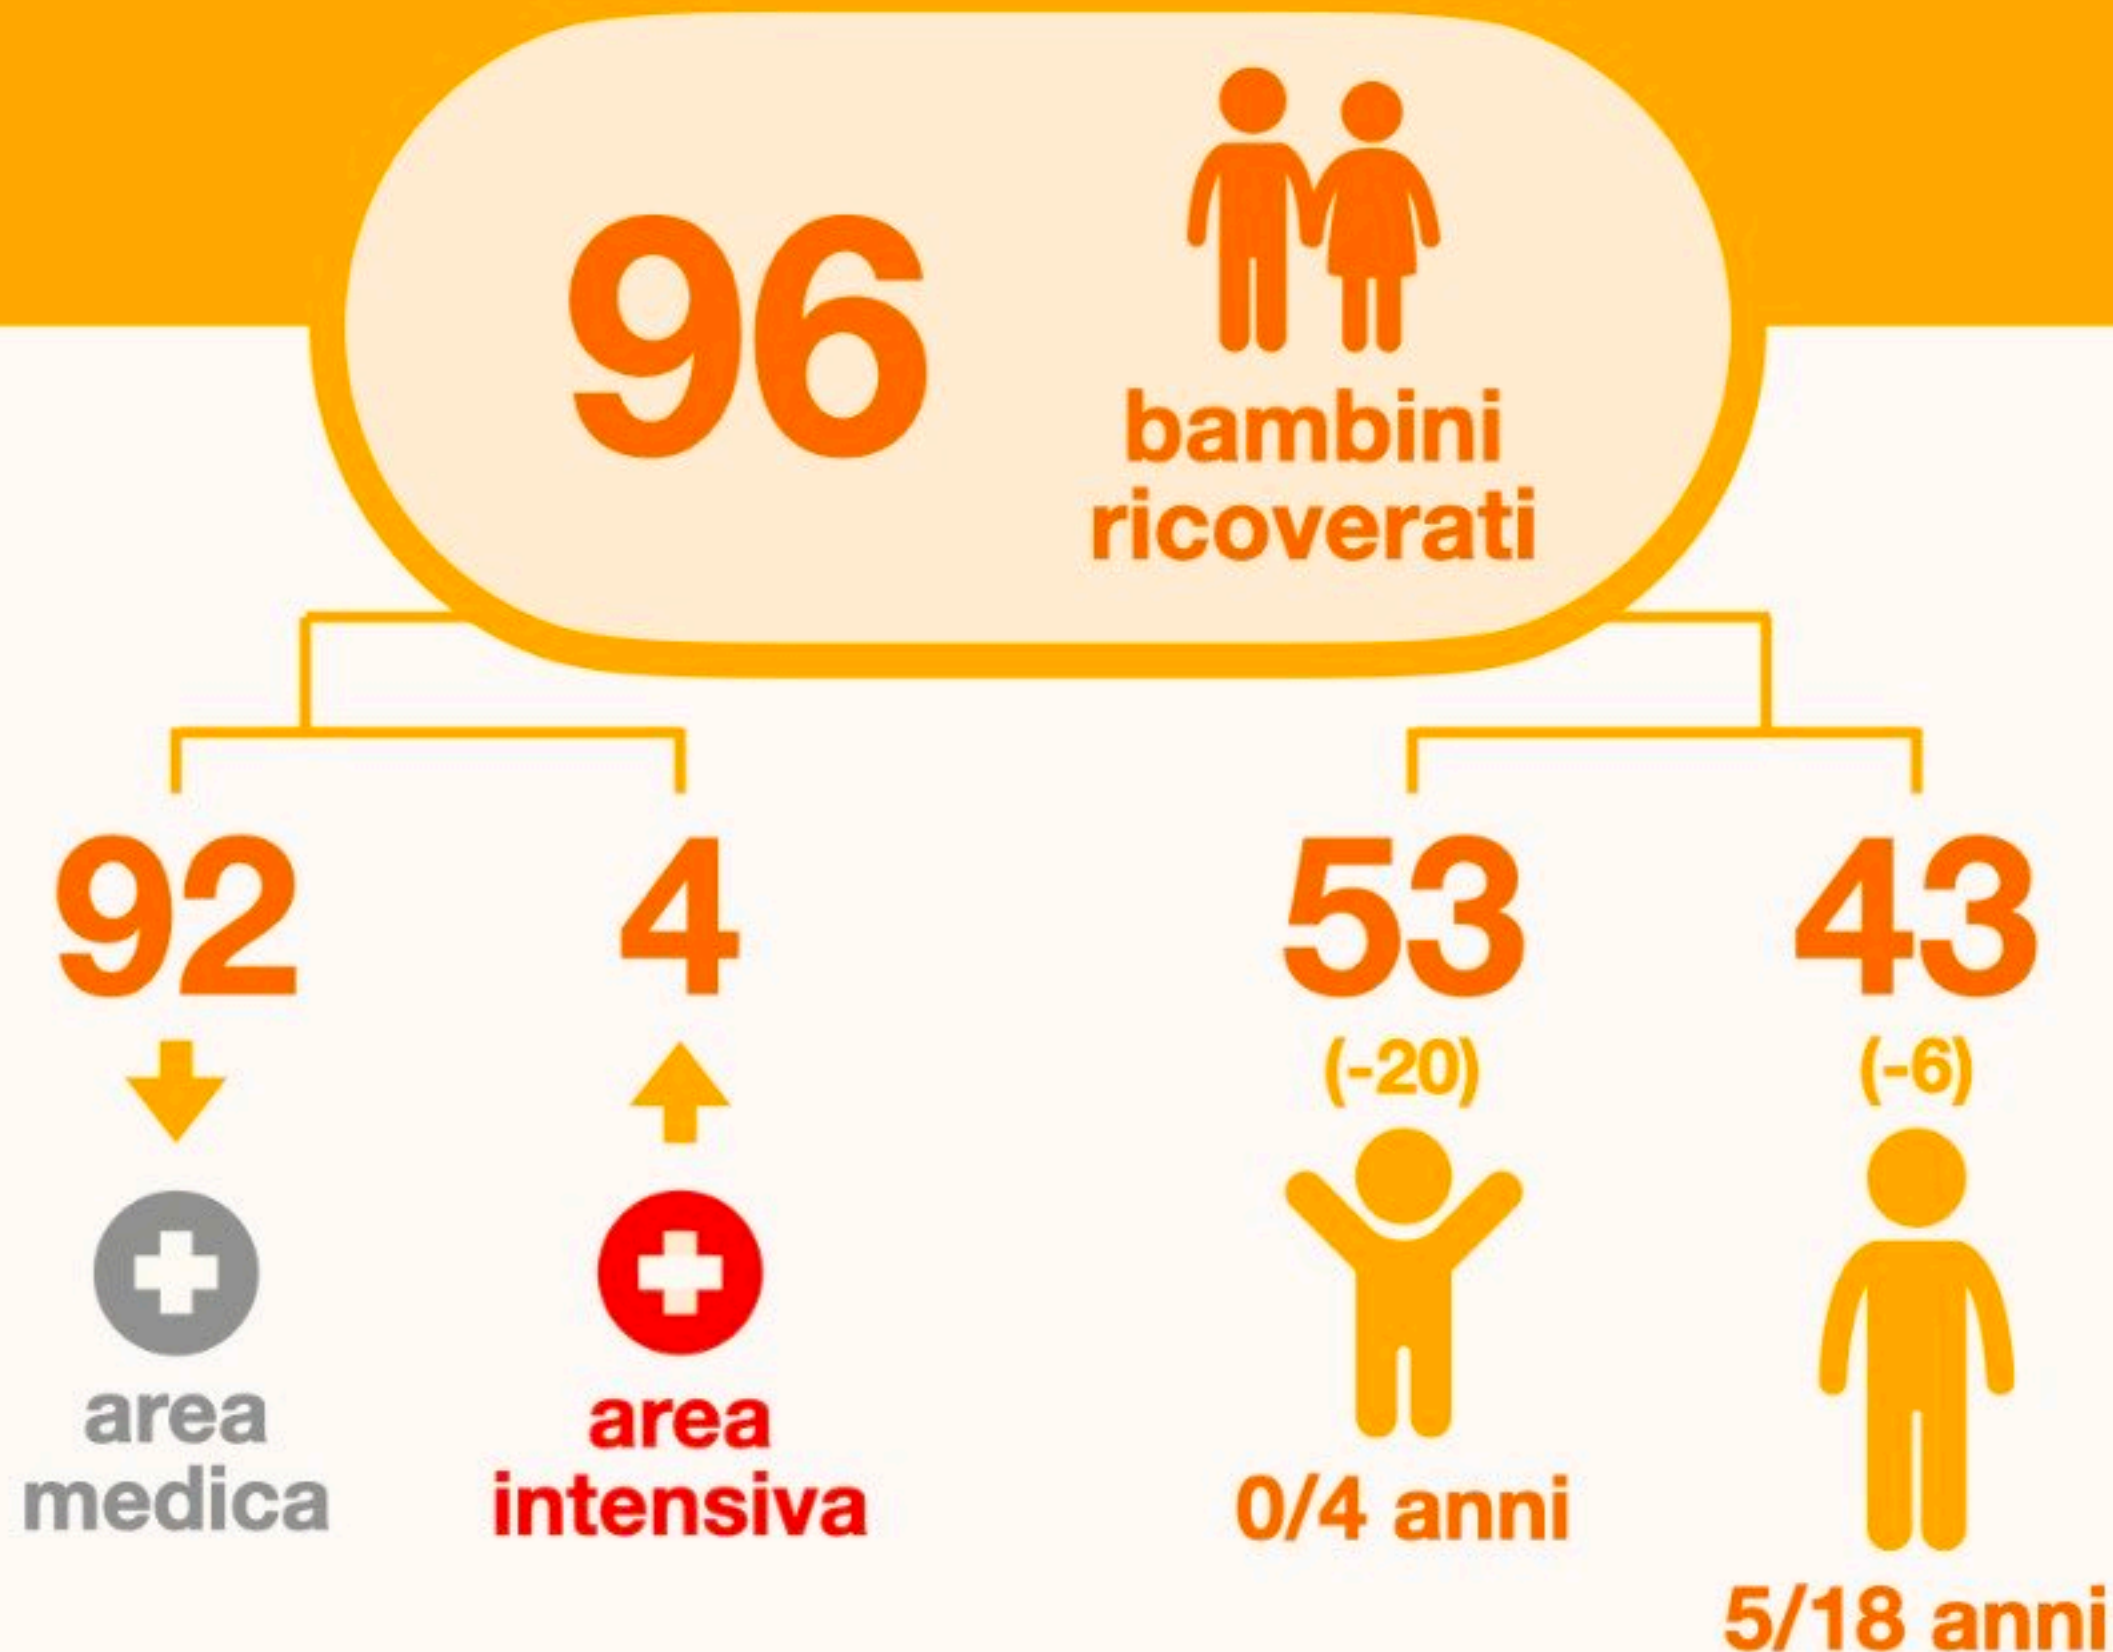 96
bambini
ricoverati
92
4
53
43
(-20)
(-6)
area
medica
area
intensiva
0/4 anni
5/18 anni